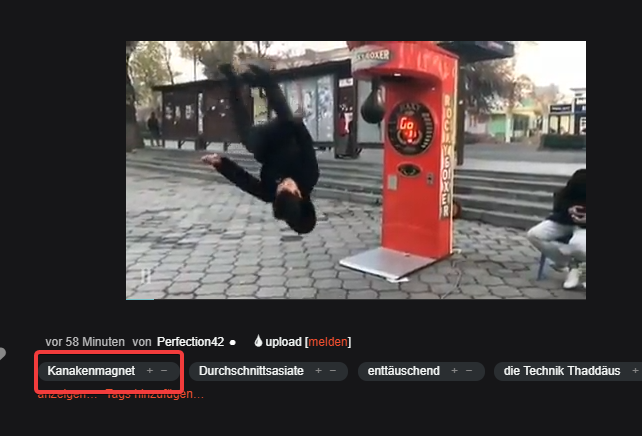 ROCKY BOXER
Go
ROCKY BOXER
vor 58 Minuten von Perfection42 ● upload [melden]
Kanakenmagnet + − Durchschnittsasiate + − enttäuschend + − die Technik Thaddäus +
anzeigen... Tags hinzufügen...